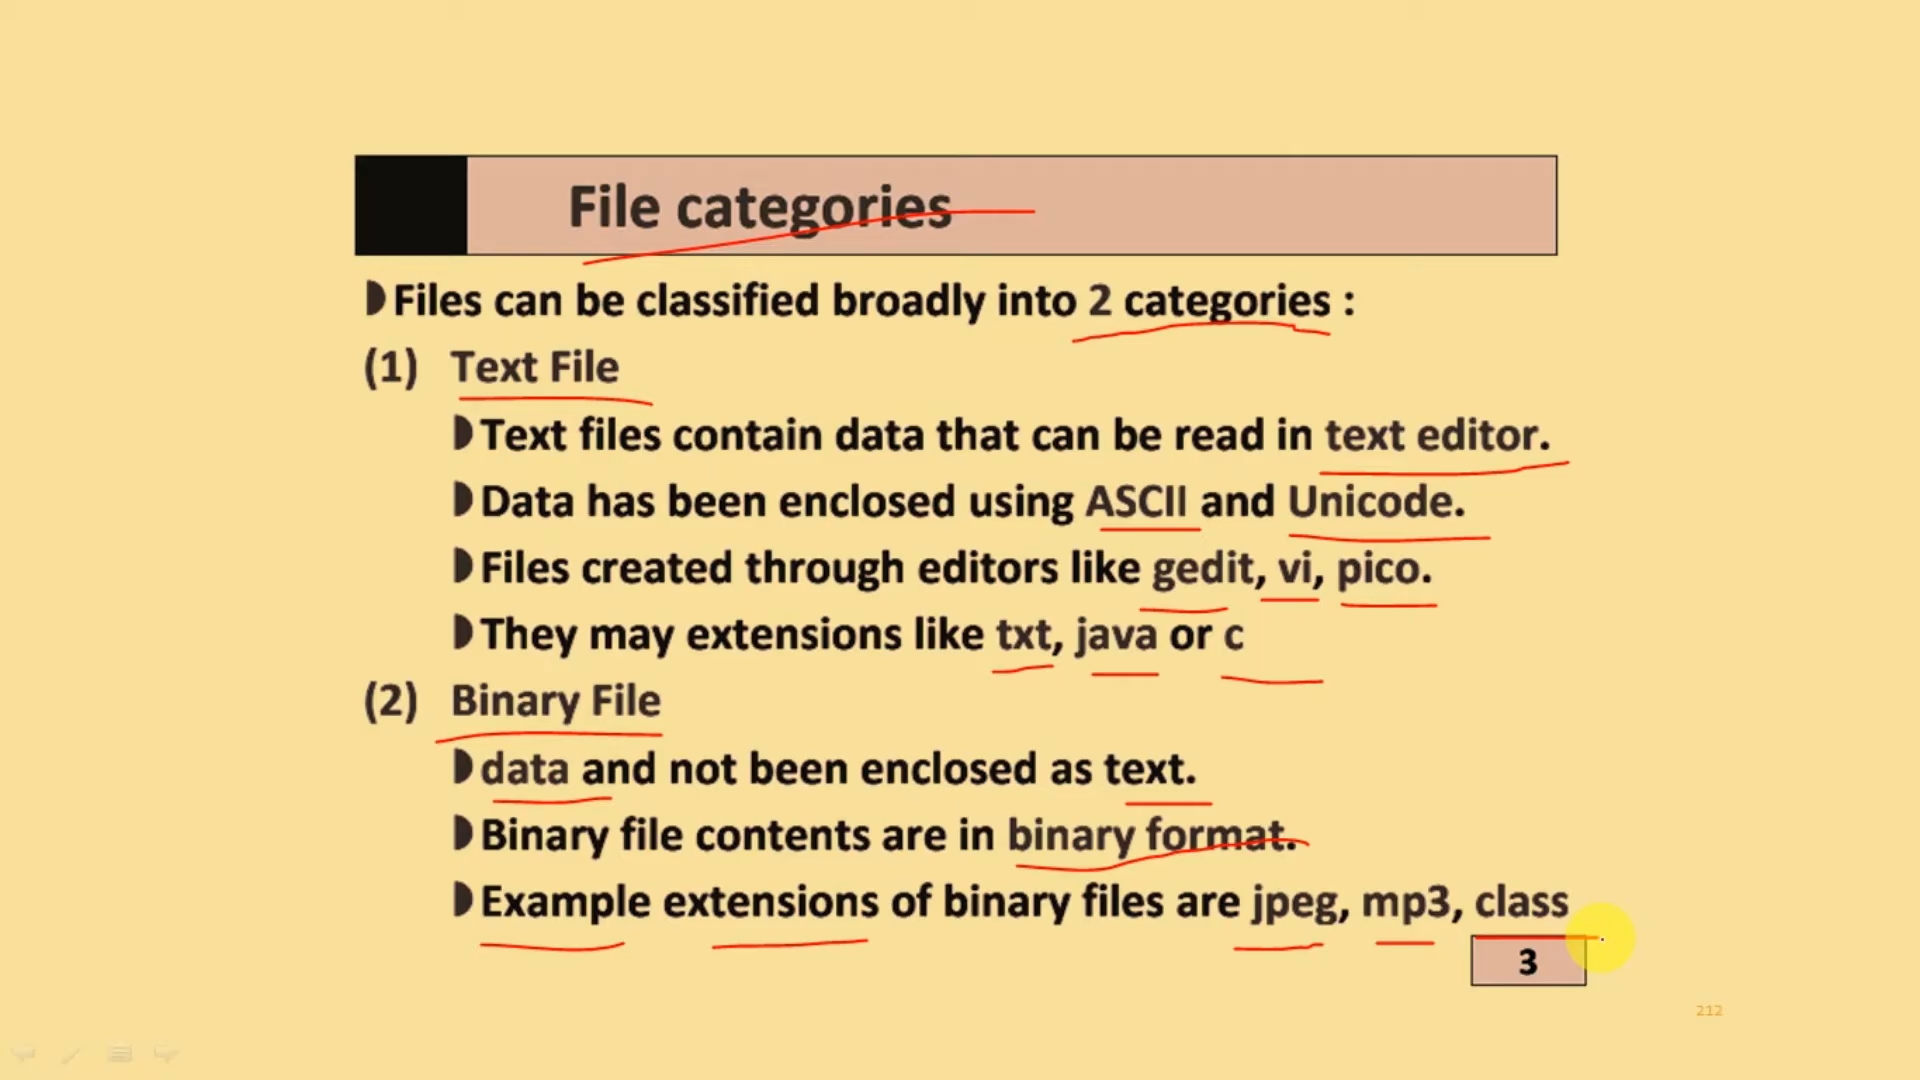 File categories
◗Files can be classified broadly into 2 categories :
(1) Text File
◗Text files contain data that can be read in text editor.
◗Data has been enclosed using ASCII and Unicode.
◗Files created through editors like gedit, vi, pico.
◗They may extensions like txt, java or c
(2) Binary File
◗data and not been enclosed as text.
◗Binary file contents are in binary format.
◗Example extensions of binary files are jpeg, mp3, class
3
212